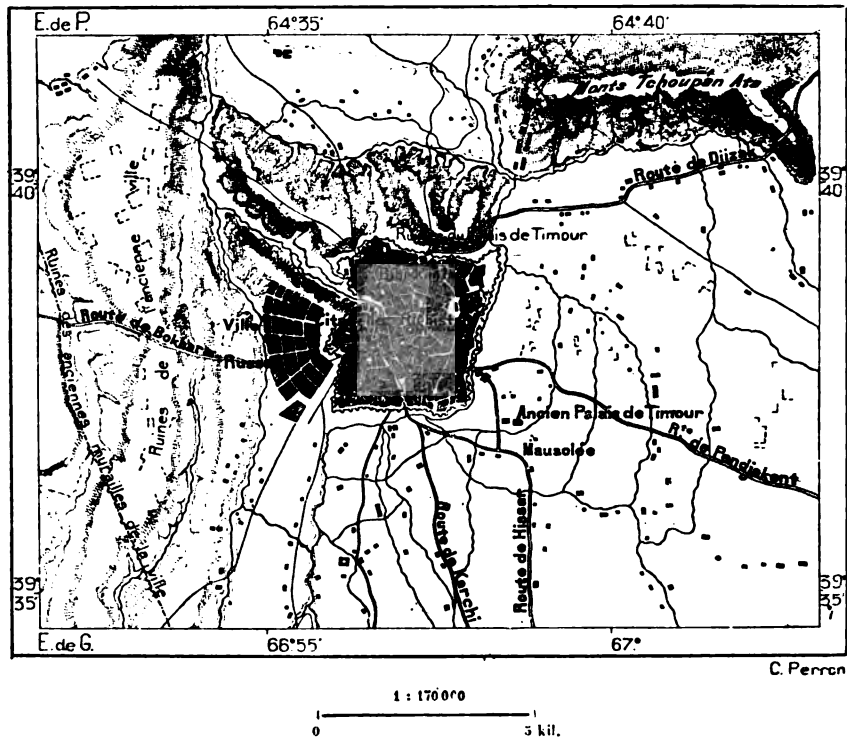 E. de P.
64°35'
64°40'
Monts Tchoupan Ata
39°
40'
39°
40'
Route de Djizak
is de Timour
Ruines de l'ancienne ville
Ruines des anciennes murailles de la ville
Route de Bokhara
Ville
Russe
Ancien Palais de Timour
Mausolée
Rte de Pendjakent
Route de Karchi
Route de Hissar
39°
35'
39°
35'
E. de G.
66°55'
67°
C. Perron
1 : 170 000
0
5 kil.